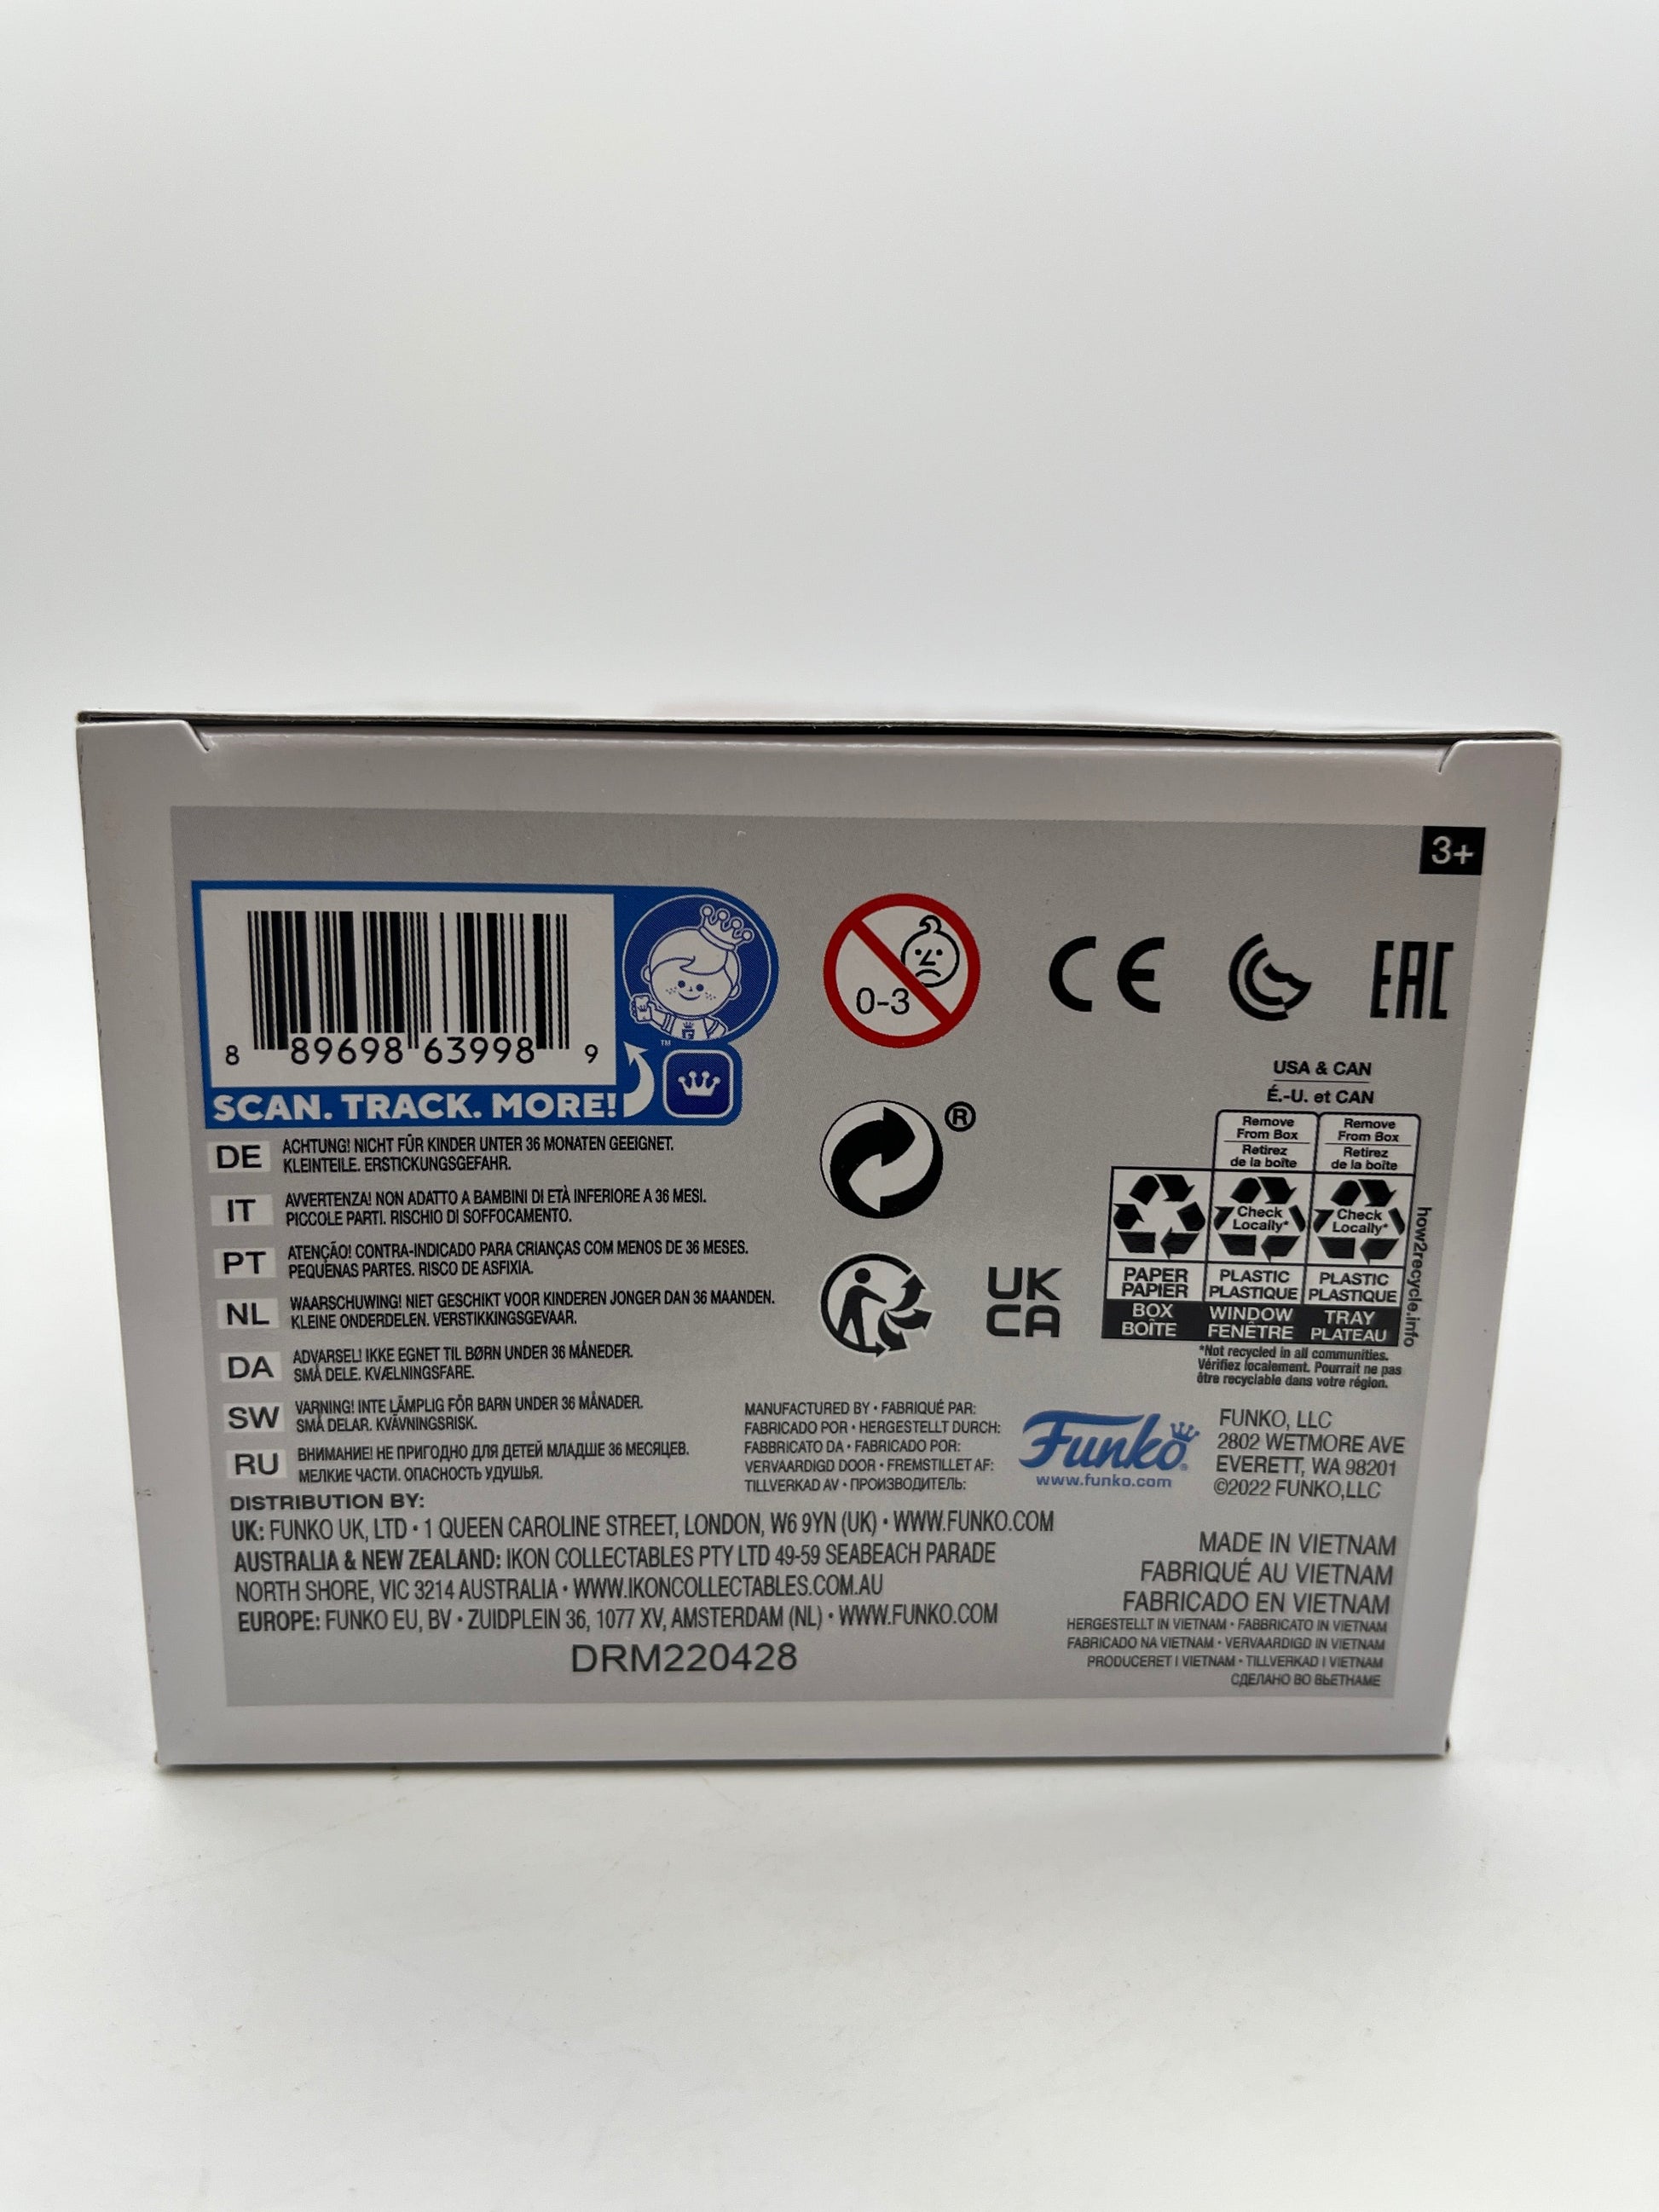 3+
8 89698 63998 9
SCAN. TRACK. MORE!
TM
0-3
CE
EAC
®
USA & CAN
É.-U. et CAN
Remove
From Box
Retirez
de la boîte
Remove
From Box
Retirez
de la boîte
Check
Locally*
Check
Locally*
PAPER
PAPIER
PLASTIC
PLASTIQUE
PLASTIC
PLASTIQUE
BOX
BOÎTE
WINDOW
FENÊTRE
TRAY
PLATEAU
how2recycle.info
*Not recycled in all communities.
Vérifiez localement. Pourrait ne pas
être recyclable dans votre région.
UK
CA
DE ACHTUNG! NICHT FÜR KINDER UNTER 36 MONATEN GEEIGNET.
KLEINTEILE. ERSTICKUNGSGEFAHR.
IT AVVERTENZA! NON ADATTO A BAMBINI DI ETÀ INFERIORE A 36 MESI.
PICCOLE PARTI. RISCHIO DI SOFFOCAMENTO.
PT ATENÇÃO! CONTRA-INDICADO PARA CRIANÇAS COM MENOS DE 36 MESES.
PEQUENAS PARTES. RISCO DE ASFIXIA.
NL WAARSCHUWING! NIET GESCHIKT VOOR KINDEREN JONGER DAN 36 MAANDEN.
KLEINE ONDERDELEN. VERSTIKKINGSGEVAAR.
DA ADVARSEL! IKKE EGNET TIL BØRN UNDER 36 MÅNEDER.
SMÅ DELE. KVÆLNINGSFARE.
SW VARNING! INTE LÄMPLIG FÖR BARN UNDER 36 MÅNADER.
SMÅ DELAR. KVÄVNINGSRISK.
RU ВНИМАНИЕ! НЕ ПРИГОДНО ДЛЯ ДЕТЕЙ МЛАДШЕ 36 МЕСЯЦЕВ.
МЕЛКИЕ ЧАСТИ. ОПАСНОСТЬ УДУШЬЯ.
MANUFACTURED BY • FABRIQUÉ PAR:
FABRICADO POR • HERGESTELLT DURCH:
FABBRICATO DA • FABRICADO POR:
VERVAARDIGD DOOR • FREMSTILLET AF:
TILLVERKAD AV • ПРОИЗВОДИТЕЛЬ:
Funko
www.funko.com
FUNKO, LLC
2802 WETMORE AVE
EVERETT, WA 98201
©2022 FUNKO,LLC
DISTRIBUTION BY:
UK: FUNKO UK, LTD • 1 QUEEN CAROLINE STREET, LONDON, W6 9YN (UK) • WWW.FUNKO.COM
AUSTRALIA & NEW ZEALAND: IKON COLLECTABLES PTY LTD 49-59 SEABEACH PARADE
NORTH SHORE, VIC 3214 AUSTRALIA • WWW.IKONCOLLECTABLES.COM.AU
EUROPE: FUNKO EU, BV • ZUIDPLEIN 36, 1077 XV, AMSTERDAM (NL) • WWW.FUNKO.COM
DRM220428
MADE IN VIETNAM
FABRIQUÉ AU VIETNAM
FABRICADO EN VIETNAM
HERGESTELLT IN VIETNAM • FABBRICATO IN VIETNAM
FABRICADO NA VIETNAM • VERVAARDIGD IN VIETNAM
PRODUCERET I VIETNAM • TILLVERKAD I VIETNAM
СДЕЛАНО ВО ВЬЕТНАМЕ